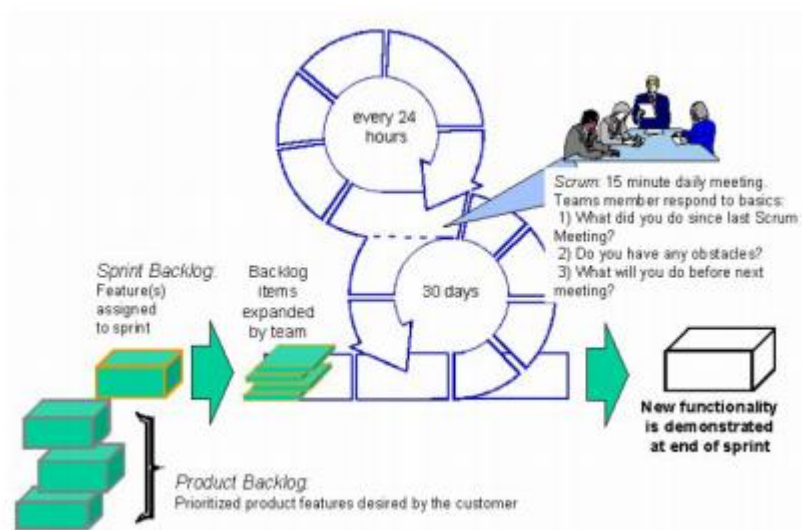 every 24
hours
Scrum: 15 minute daily meeting.
Teams member respond to basics:
1) What did you do since last Scrum
Meeting?
2) Do you have any obstacles?
3) What will you do before next
meeting?
Sprint Backlog:
Feature(s)
assigned
to sprint
Backlog
items
expanded
by team
30 days
New functionality
is demonstrated
at end of sprint
Product Backlog:
Prioritized product features desired by the customer